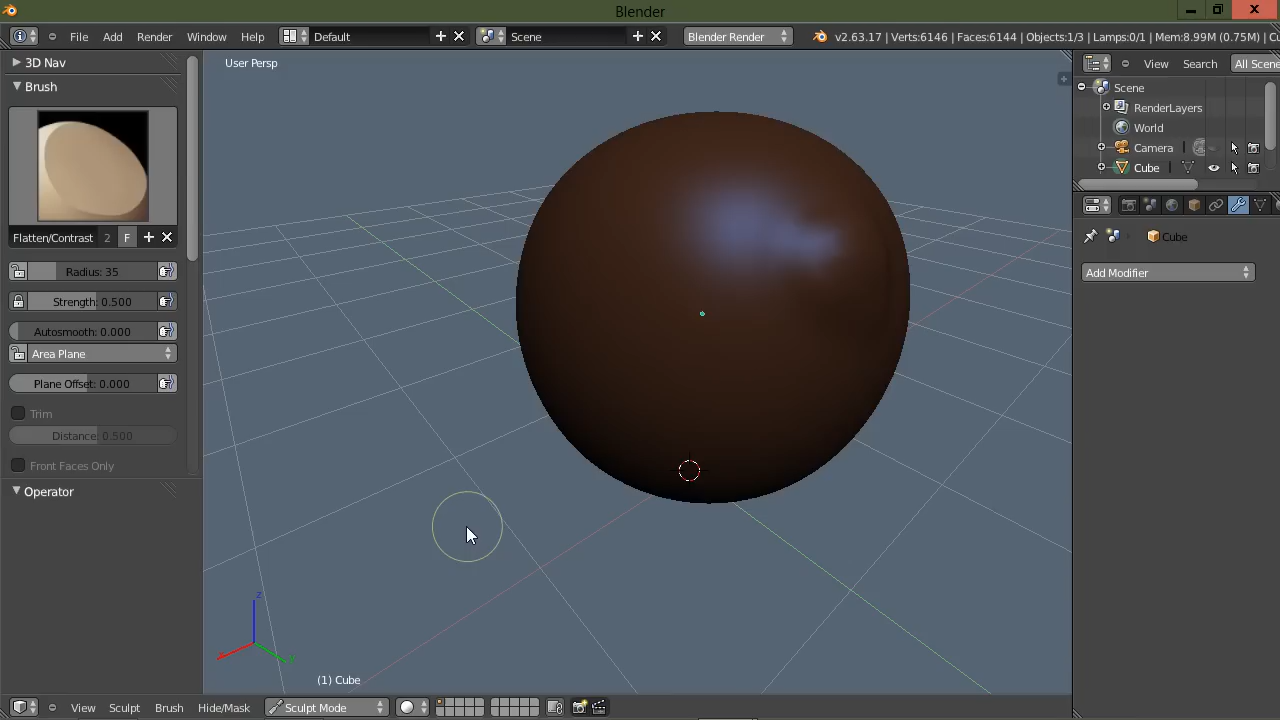 Blender
File Add Render Window Help Default Scene Blender Render v2.63.17 | Verts:6146 | Faces:6144 | Objects:1/3 | Lamps:0/1 | Mem:8.99M (0.75M) | Cu
3D Nav
Brush
Flatten/Contrast 2 F
Radius: 35
Strength: 0.500
Autosmooth: 0.000
Area Plane
Plane Offset: 0.000
Trim
Distance: 0.500
Front Faces Only
Operator
User Persp
z
x
y
(1) Cube
View Sculpt Brush Hide/Mask Sculpt Mode
View Search All Scene
Scene
RenderLayers
World
Camera
Cube
Cube
Add Modifier